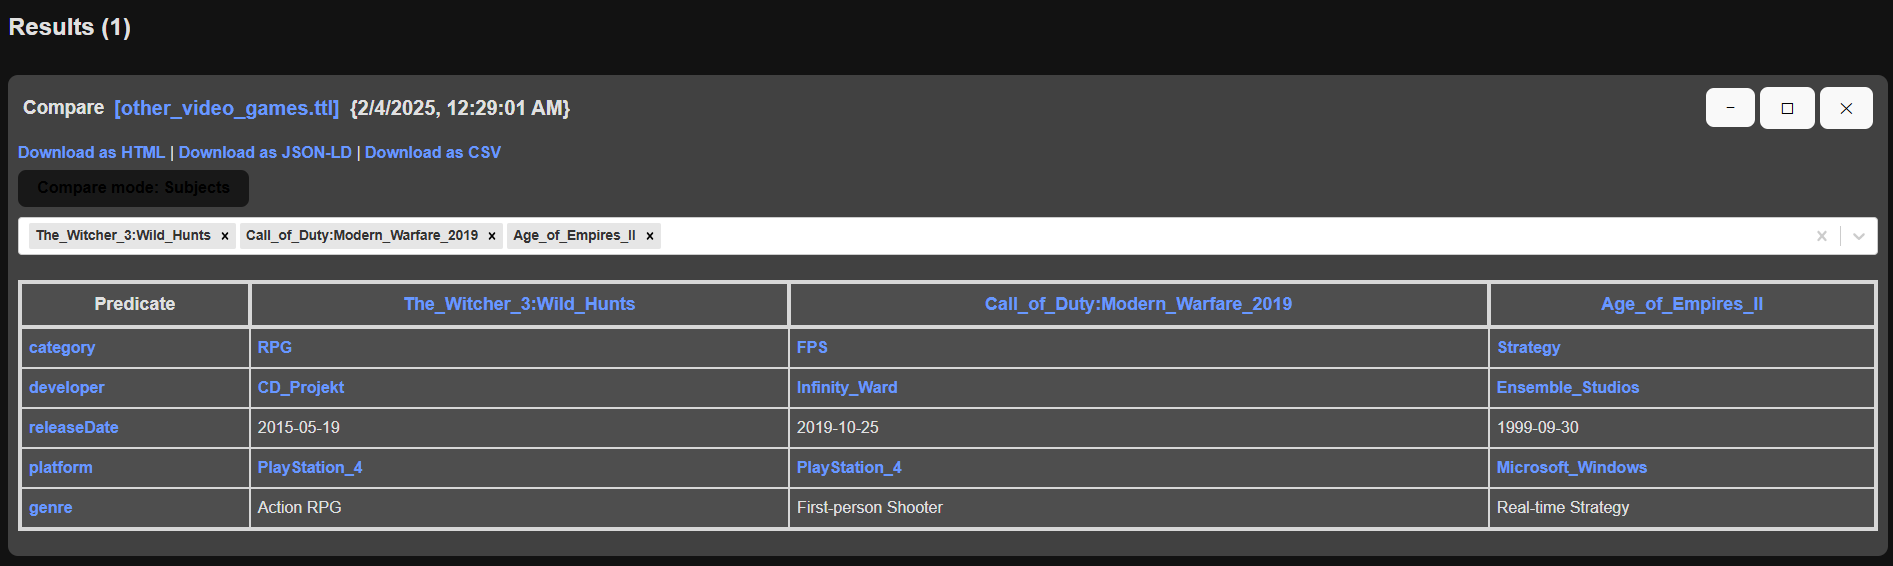 Results (1)
Compare [other_video_games.ttl] {2/4/2025, 12:29:01 AM}
Download as HTML | Download as JSON-LD | Download as CSV
Compare mode: Subjects
The_Witcher_3:Wild_Hunts × Call_of_Duty:Modern_Warfare_2019 × Age_of_Empires_II ×
Predicate The_Witcher_3:Wild_Hunts Call_of_Duty:Modern_Warfare_2019 Age_of_Empires_II
category RPG FPS Strategy
developer CD_Projekt Infinity_Ward Ensemble_Studios
releaseDate 2015-05-19 2019-10-25 1999-09-30
platform PlayStation_4 PlayStation_4 Microsoft_Windows
genre Action RPG First-person Shooter Real-time Strategy